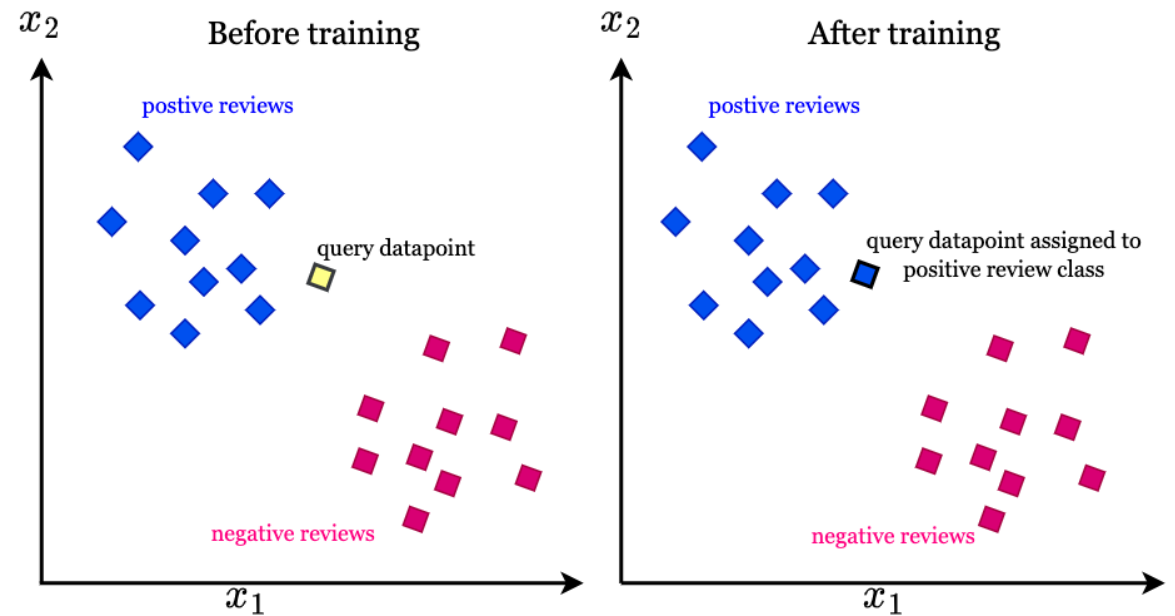 x2
Before training
postive reviews
query datapoint
negative reviews
x1
x2
After training
postive reviews
query datapoint assigned to
positive review class
negative reviews
x1